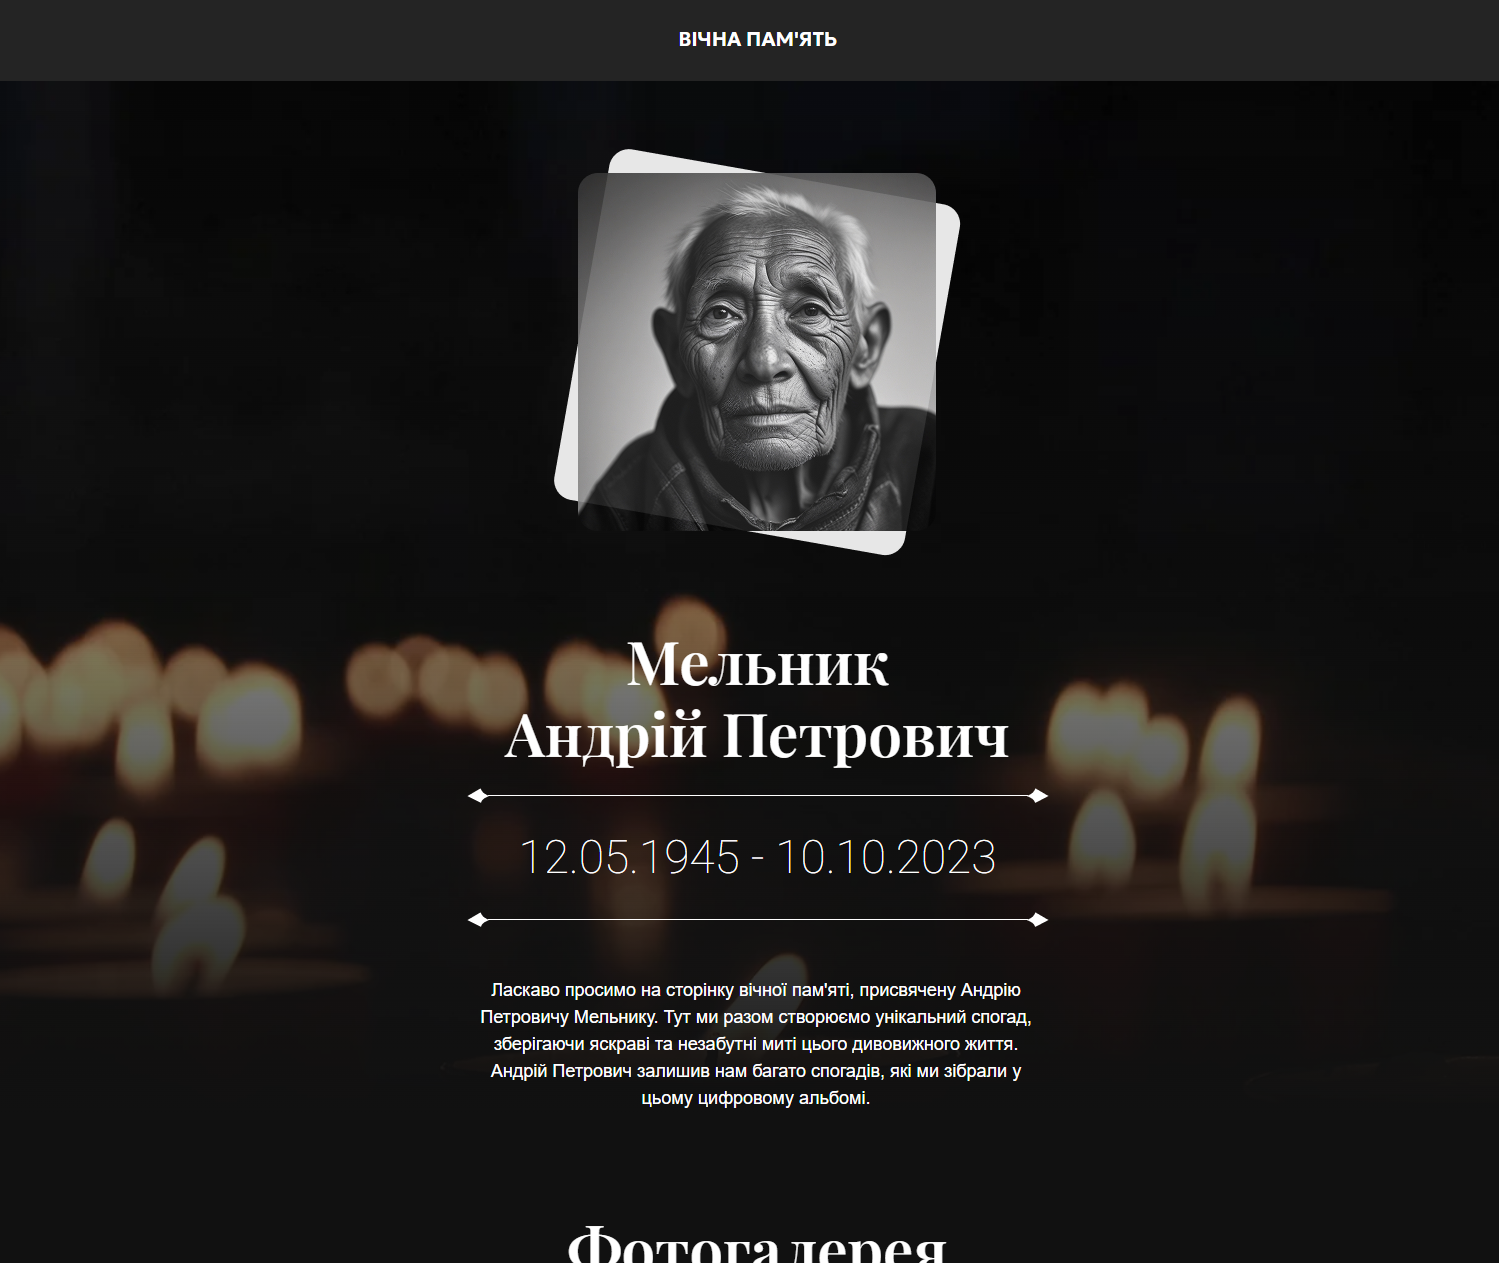 ВІЧНА ПАМ'ЯТЬ
Мельник
Андрій Петрович
12.05.1945 - 10.10.2023
Ласкаво просимо на сторінку вічної пам'яті, присвячену Андрію
Петровичу Мельнику. Тут ми разом створюємо унікальний спогад,
зберігаючи яскраві та незабутні миті цього дивовижного життя.
Андрій Петрович залишив нам багато спогадів, які ми зібрали у
цьому цифровому альбомі.
Фотогалерея